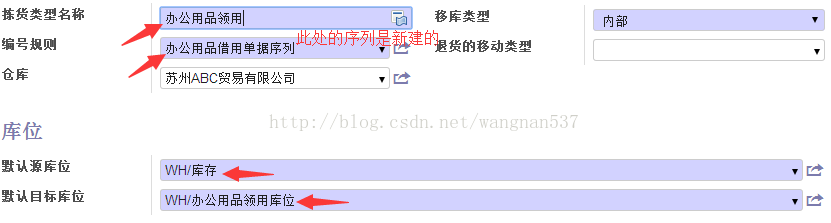 拣货类型名称 办公用品领用 移库类型 内部
此处的序列是新建的
编号规则 办公用品借用单据序列 退货的移动类型
仓库 苏州ABC贸易有限公司
http://blog.csdn.net/wangnan537
库位
默认源库位 WH/库存
默认目标库位 WH/办公用品领用库位